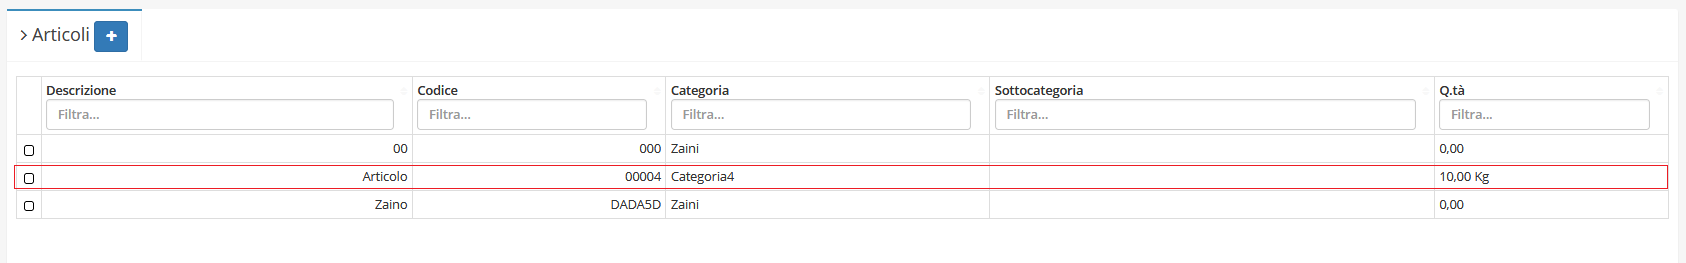 > Articoli +
Descrizione Codice Categoria Sottocategoria Q.tà
Filtra... Filtra... Filtra... Filtra... Filtra...
00 000 Zaini 0,00
Articolo 00004 Categoria4 10,00 Kg
Zaino DADA5D Zaini 0,00